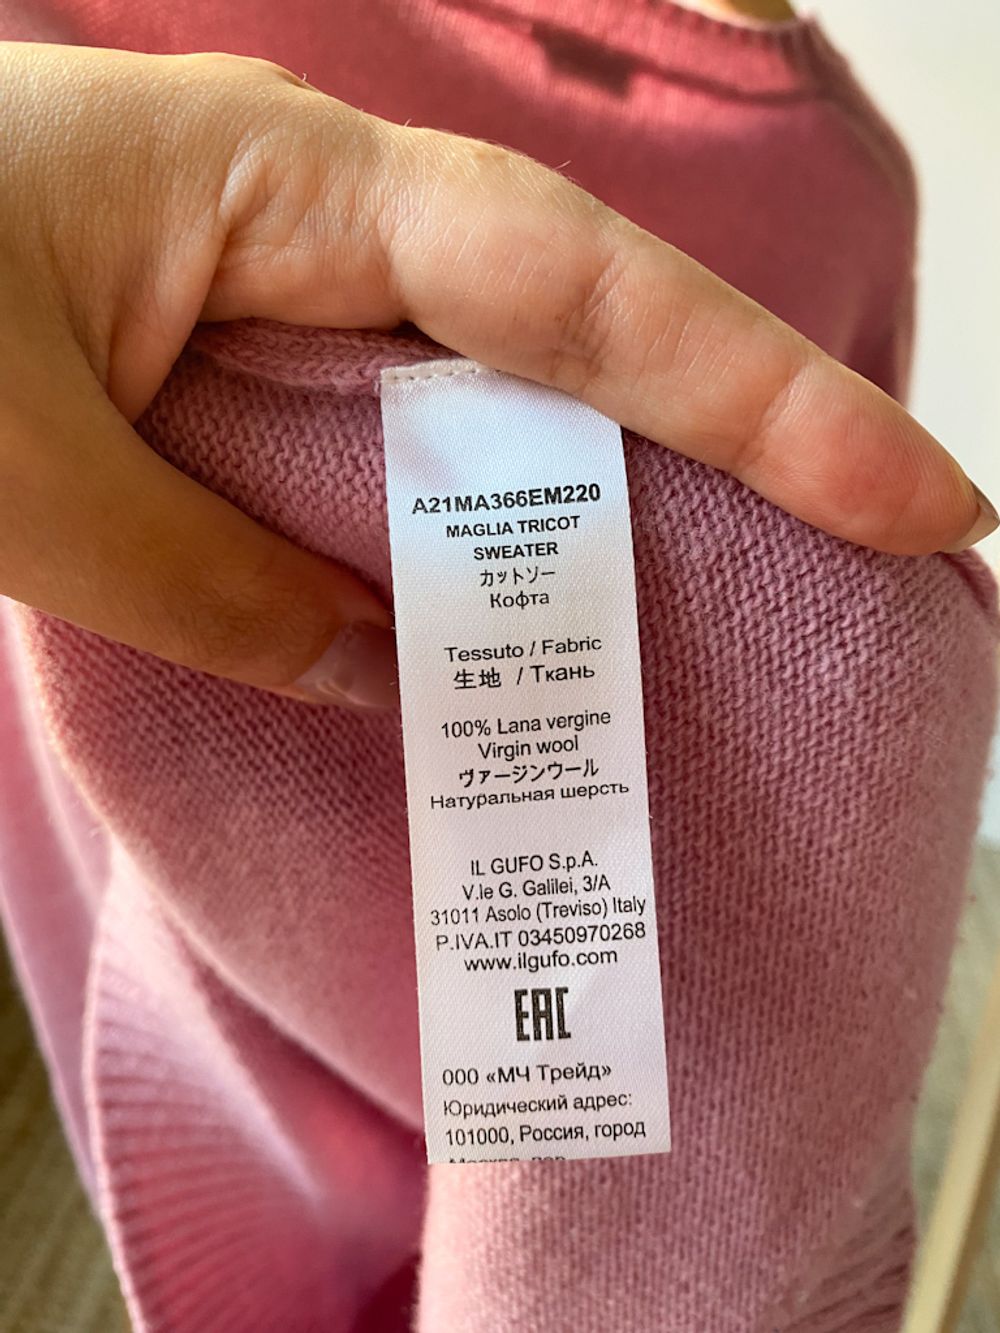 A21MA366EM220
MAGLIA TRICOT
SWEATER
カットソー
Кофта
Tessuto / Fabric
生地 / Ткань
100% Lana vergine
Virgin wool
ヴァージンウール
Натуральная шерсть
IL GUFO S.p.A.
V.le G. Galilei, 3/A
31011 Asolo (Treviso) Italy
P.IVA.IT 03450970268
www.ilgufo.com
EAC
ООО «МЧ Трейд»
Юридический адрес:
101000, Россия, город